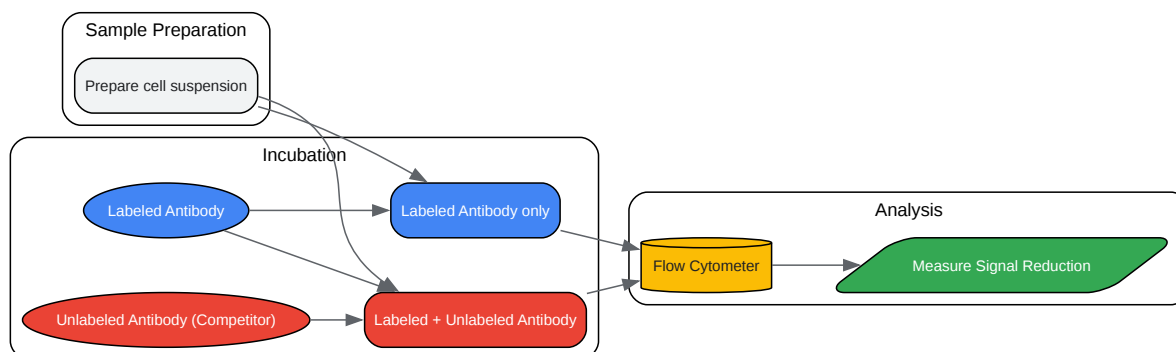 Sample Preparation
Prepare cell suspension
Incubation
Labeled Antibody
Labeled Antibody only
Unlabeled Antibody (Competitor)
Labeled + Unlabeled Antibody
Analysis
Flow Cytometer
Measure Signal Reduction